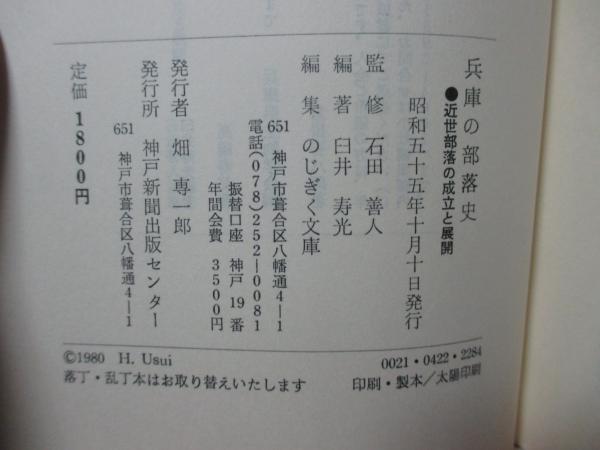 兵庫の部落史
●近世部落の成立と展開
昭和五十五年十月十日発行
監修 石田善人
編著 臼井寿光
編集 のじぎく文庫
651 神戸市葺合区八幡通4—1
電話(078)252—0081
振替口座 神戸 19 番
年間会費 3500円
発行者 畑 専一郎
発行所 神戸新聞出版センター
651 神戸市葺合区八幡通4—1
定価 1800円
©1980 H. Usui
0021・0422・2284
落丁・乱丁本はお取り替えいたします
印刷・製本/太陽印刷